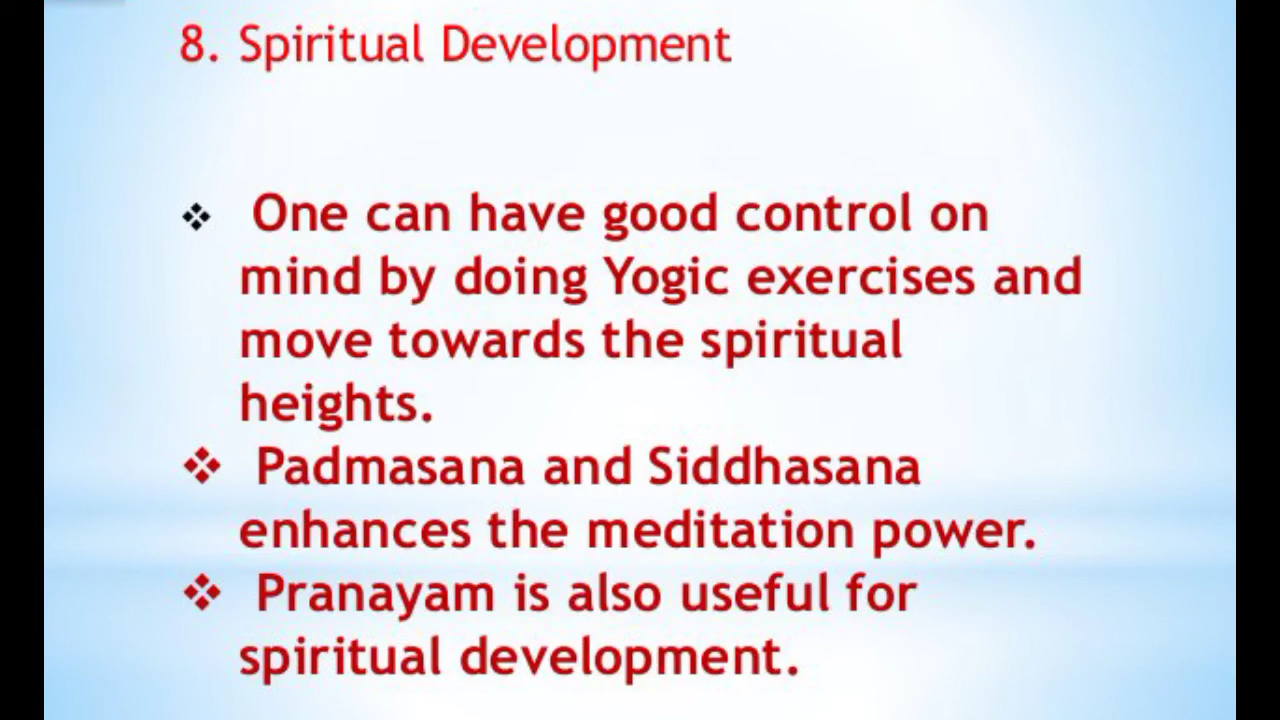 8. Spiritual Development
❖ One can have good control on
mind by doing Yogic exercises and
move towards the spiritual
heights.
❖ Padmasana and Siddhasana
enhances the meditation power.
❖ Pranayam is also useful for
spiritual development.